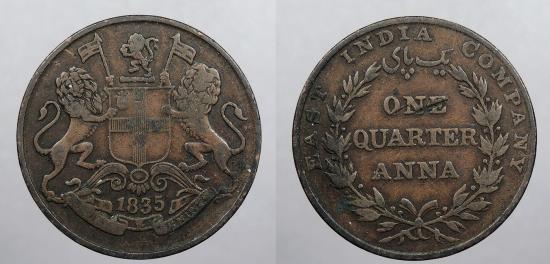 1835
EAST INDIA COMPANY
یک پای
ONE
QUARTER
ANNA